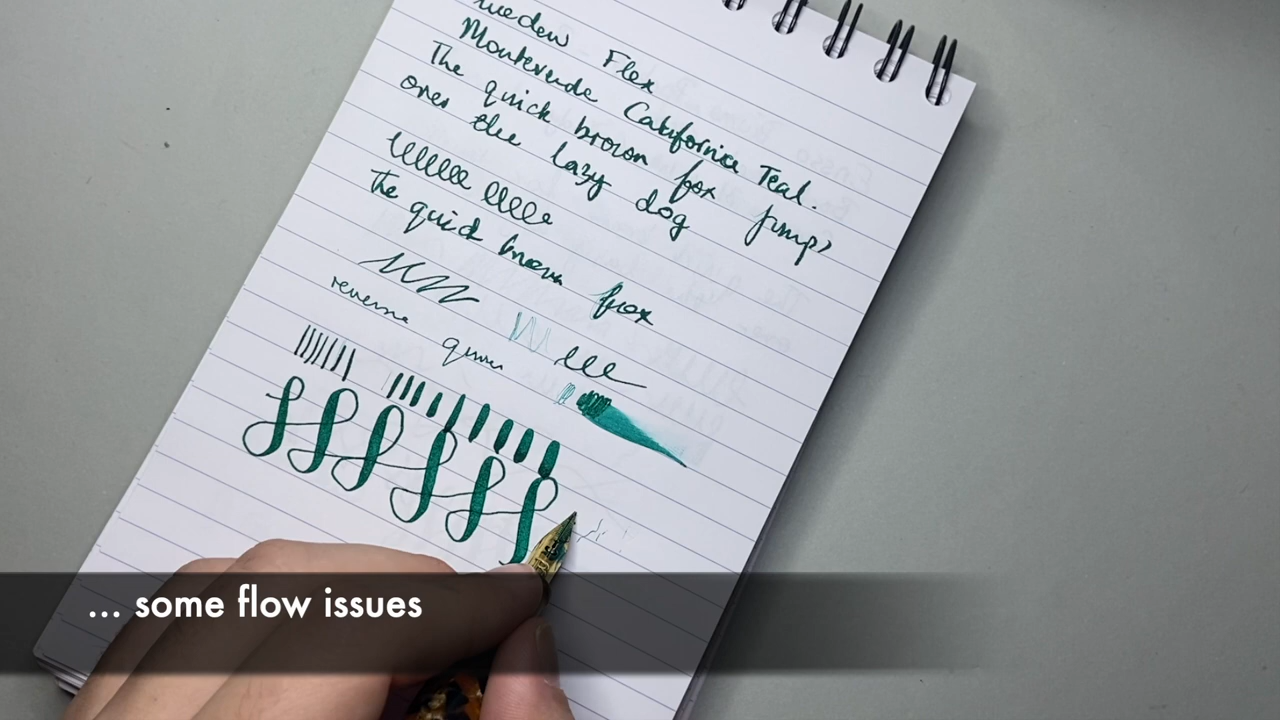 Flex
Monteverde California Teal.
The quick brown fox jumps
over the lazy dog
the quick brown fox
reverse
... some flow issues